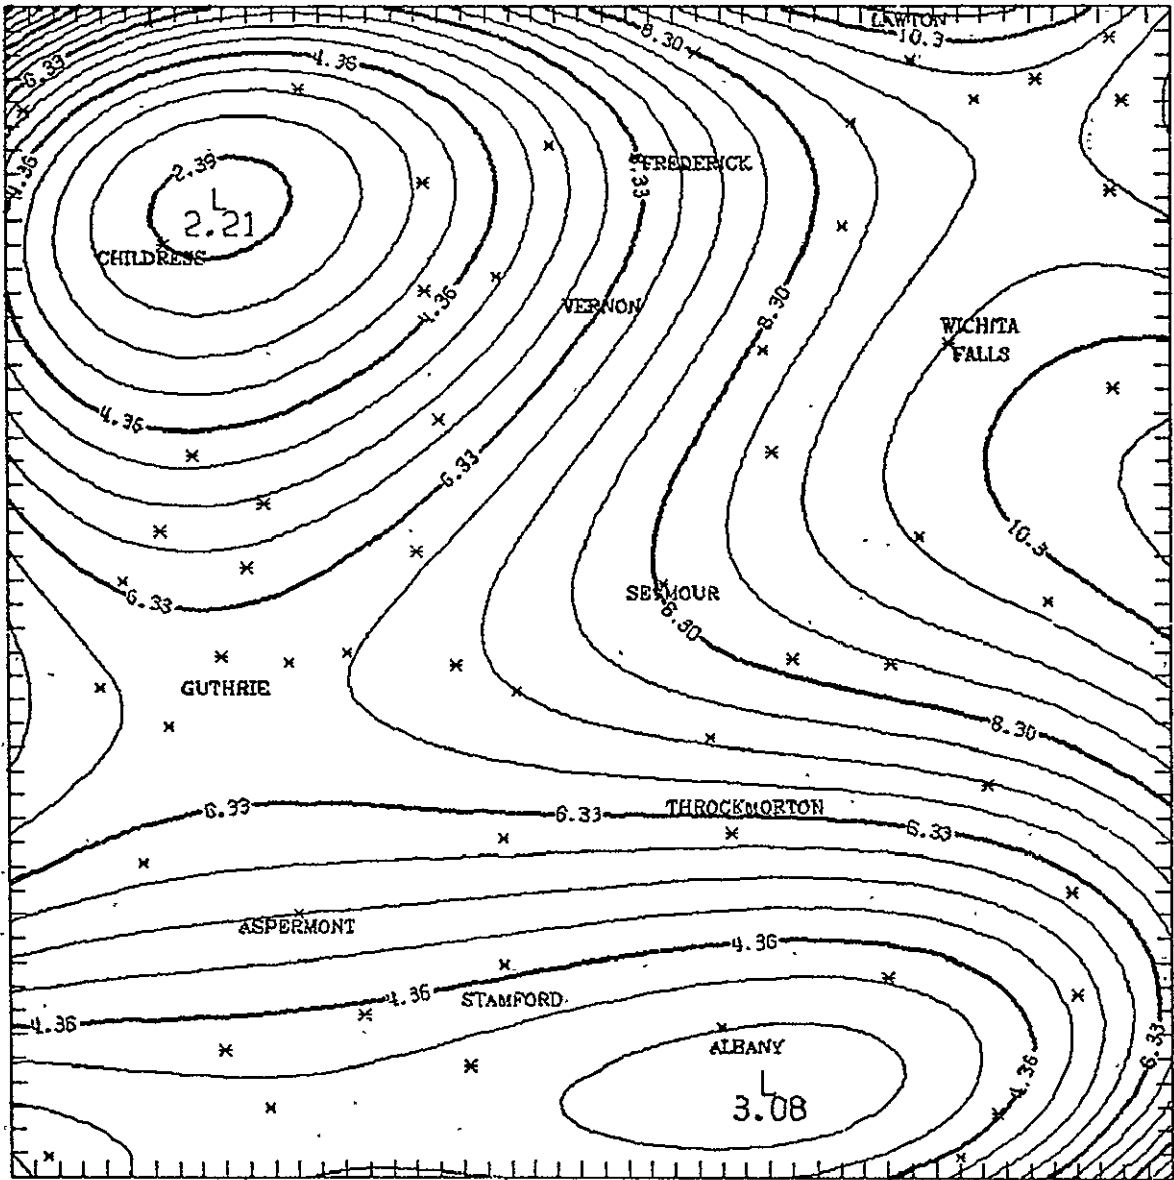 LAWTON
10.3
8.30
6.33
4.36
4.36
2.39
L
2.21
CHILDRESS
FREDERICK
6.33
VERNON
4.36
8.30
WICHITA
FALLS
4.36
6.33
10.3
6.33
SEYMOUR
8.30
GUTHRIE
8.30
6.33
6.33
THROCKMORTON
6.33
ASPERMONT
4.36
4.36
STAMFORD
4.36
ALBANY
6.33
4.36
L
3.08